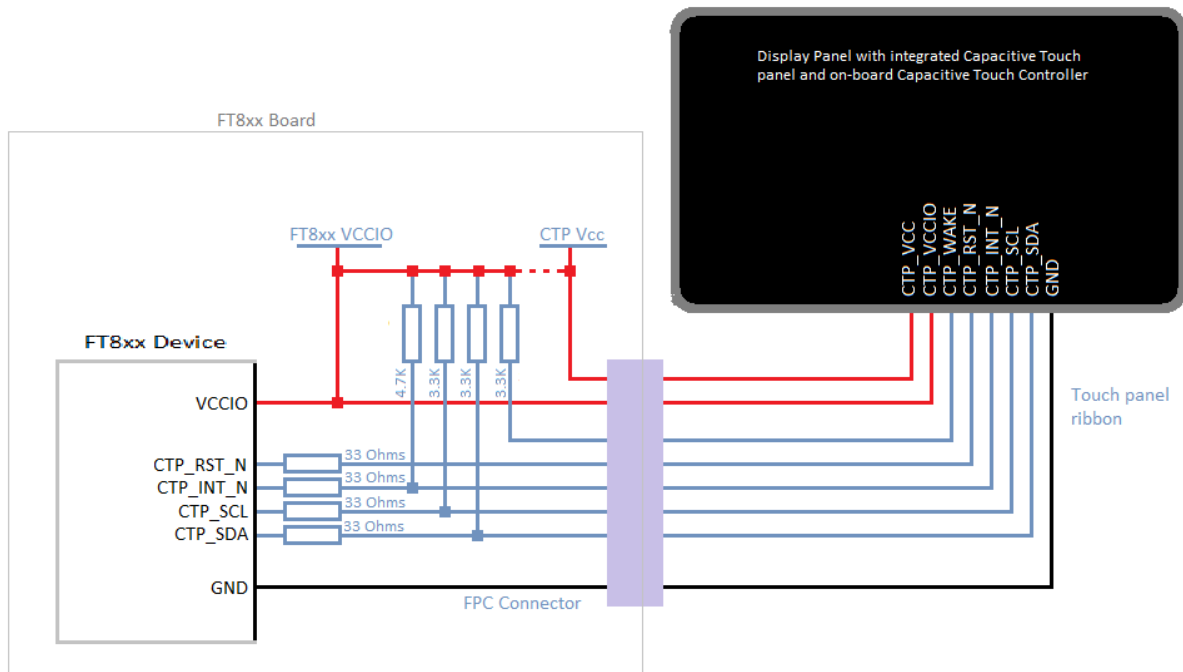 Display Panel with integrated Capacitive Touch
panel and on-board Capacitive Touch Controller
FT8xx Board
CTP_VCC
CTP_VCCIO
CTP_WAKE
CTP_RST_N
CTP_INT_N
CTP_SCL
CTP_SDA
GND
FT8xx VCCIO
CTP Vcc
FT8xx Device
4.7K
3.3K
3.3K
3.3K
VCCIO
Touch panel
ribbon
CTP_RST_N
33 Ohms
CTP_INT_N
33 Ohms
CTP_SCL
33 Ohms
CTP_SDA
33 Ohms
GND
FPC Connector